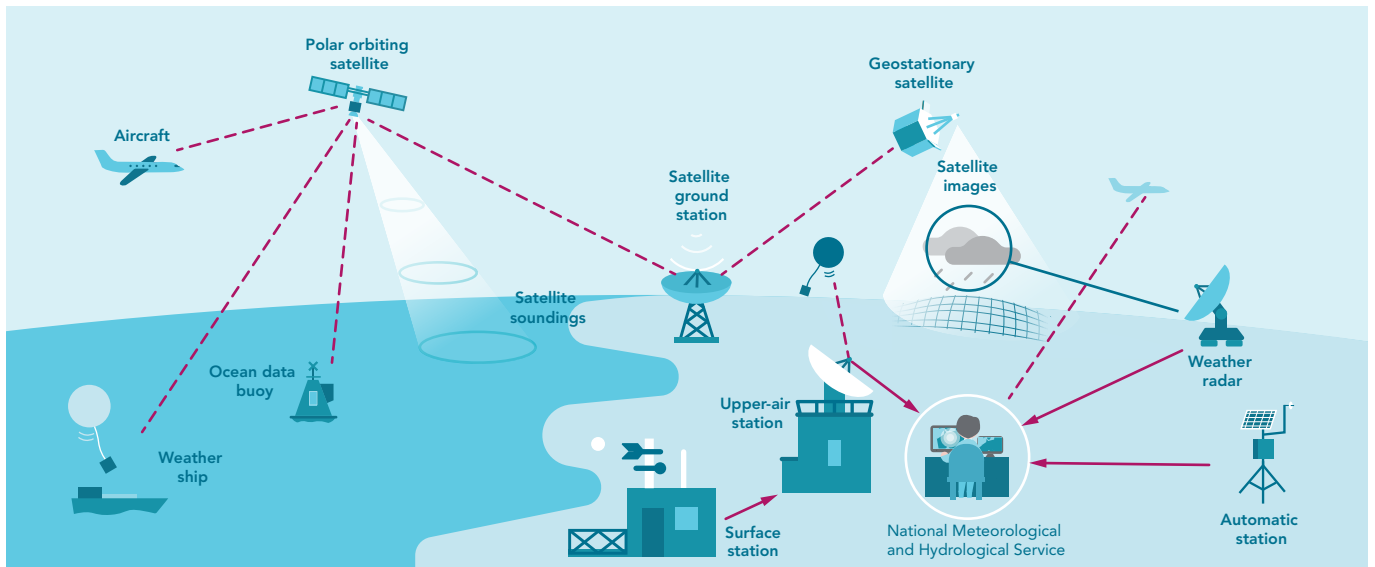 Polar orbiting
satellite
Geostationary
satellite
Aircraft
Satellite
images
Satellite
ground
station
Satellite
soundings
Ocean data
buoy
Weather
radar
Upper-air
station
Weather
ship
Automatic
station
Surface
station
National Meteorological
and Hydrological Service